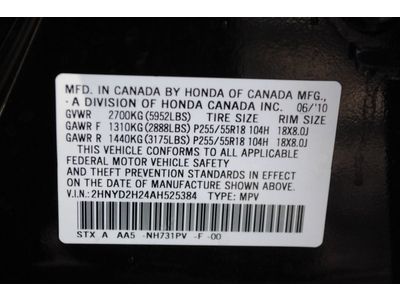 MFD. IN CANADA BY HONDA OF CANADA MFG.,
A DIVISION OF HONDA CANADA INC. 06/'10
GVWR 2700KG(5952LBS) TIRE SIZE RIM SIZE
GAWR F 1310KG(2888LBS) P255/55R18 104H 18X8.0J
GAWR R 1440KG(3175LBS) P255/55R18 104H 18X8.0J
THIS VEHICLE CONFORMS TO ALL APPLICABLE
FEDERAL MOTOR VEHICLE SAFETY AND BUMPER STANDARDS,
AND THEFT PREVENTION STANDARD IN EFFECT
ON THE DATE OF MANUFACTURE SHOWN ABOVE.
V.I.N.: 2HNYD2H24AH525384 TYPE: MPV
STX A AA5 -NH731PV -F -00